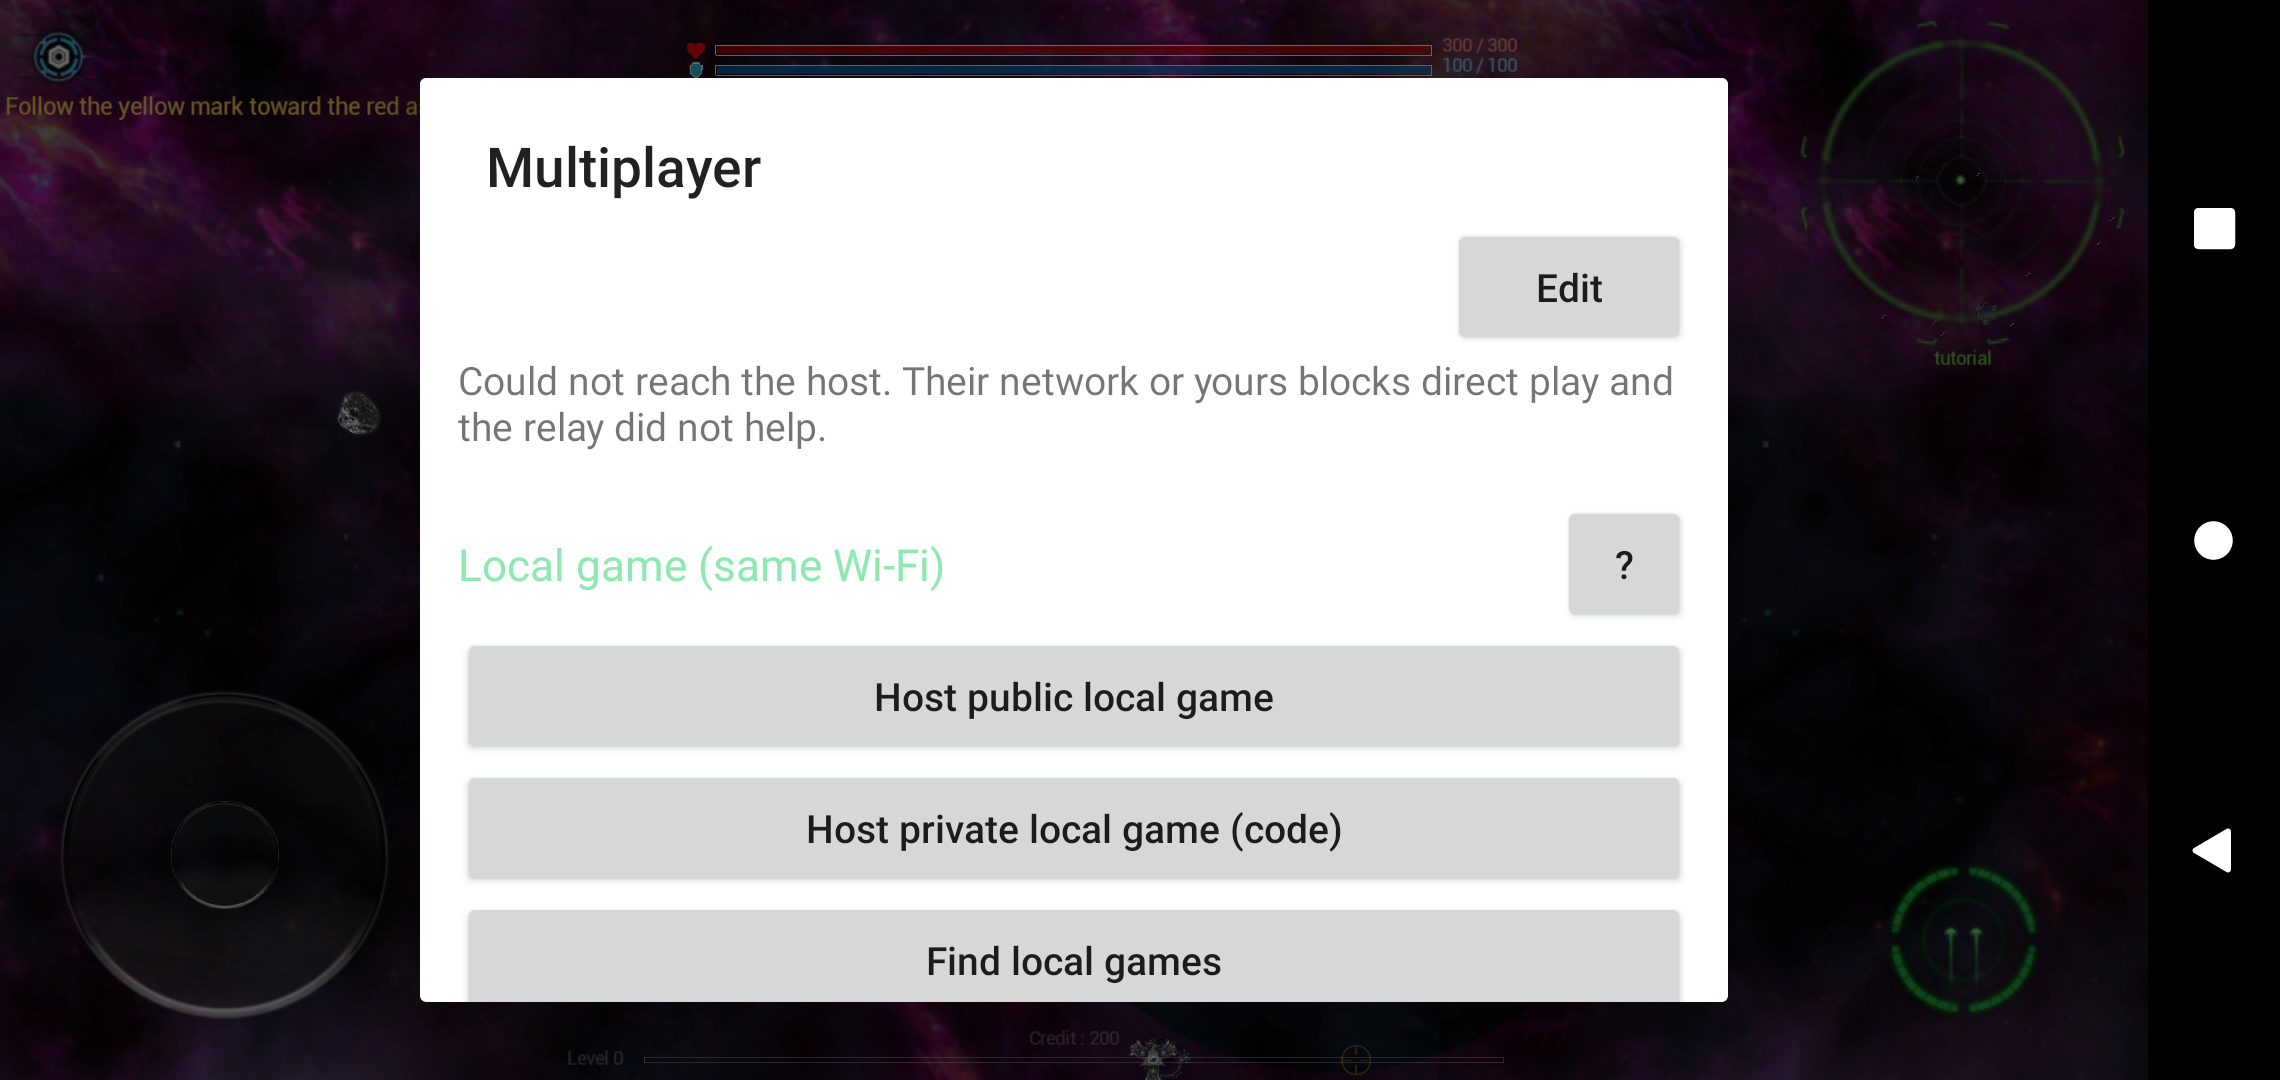 300 / 300
100 / 100
Follow the yellow mark toward the red a
Multiplayer
Edit
Could not reach the host. Their network or yours blocks direct play and
the relay did not help.
tutorial
Local game (same Wi-Fi)
?
Host public local game
Host private local game (code)
Find local games
Credit : 200
Level 0